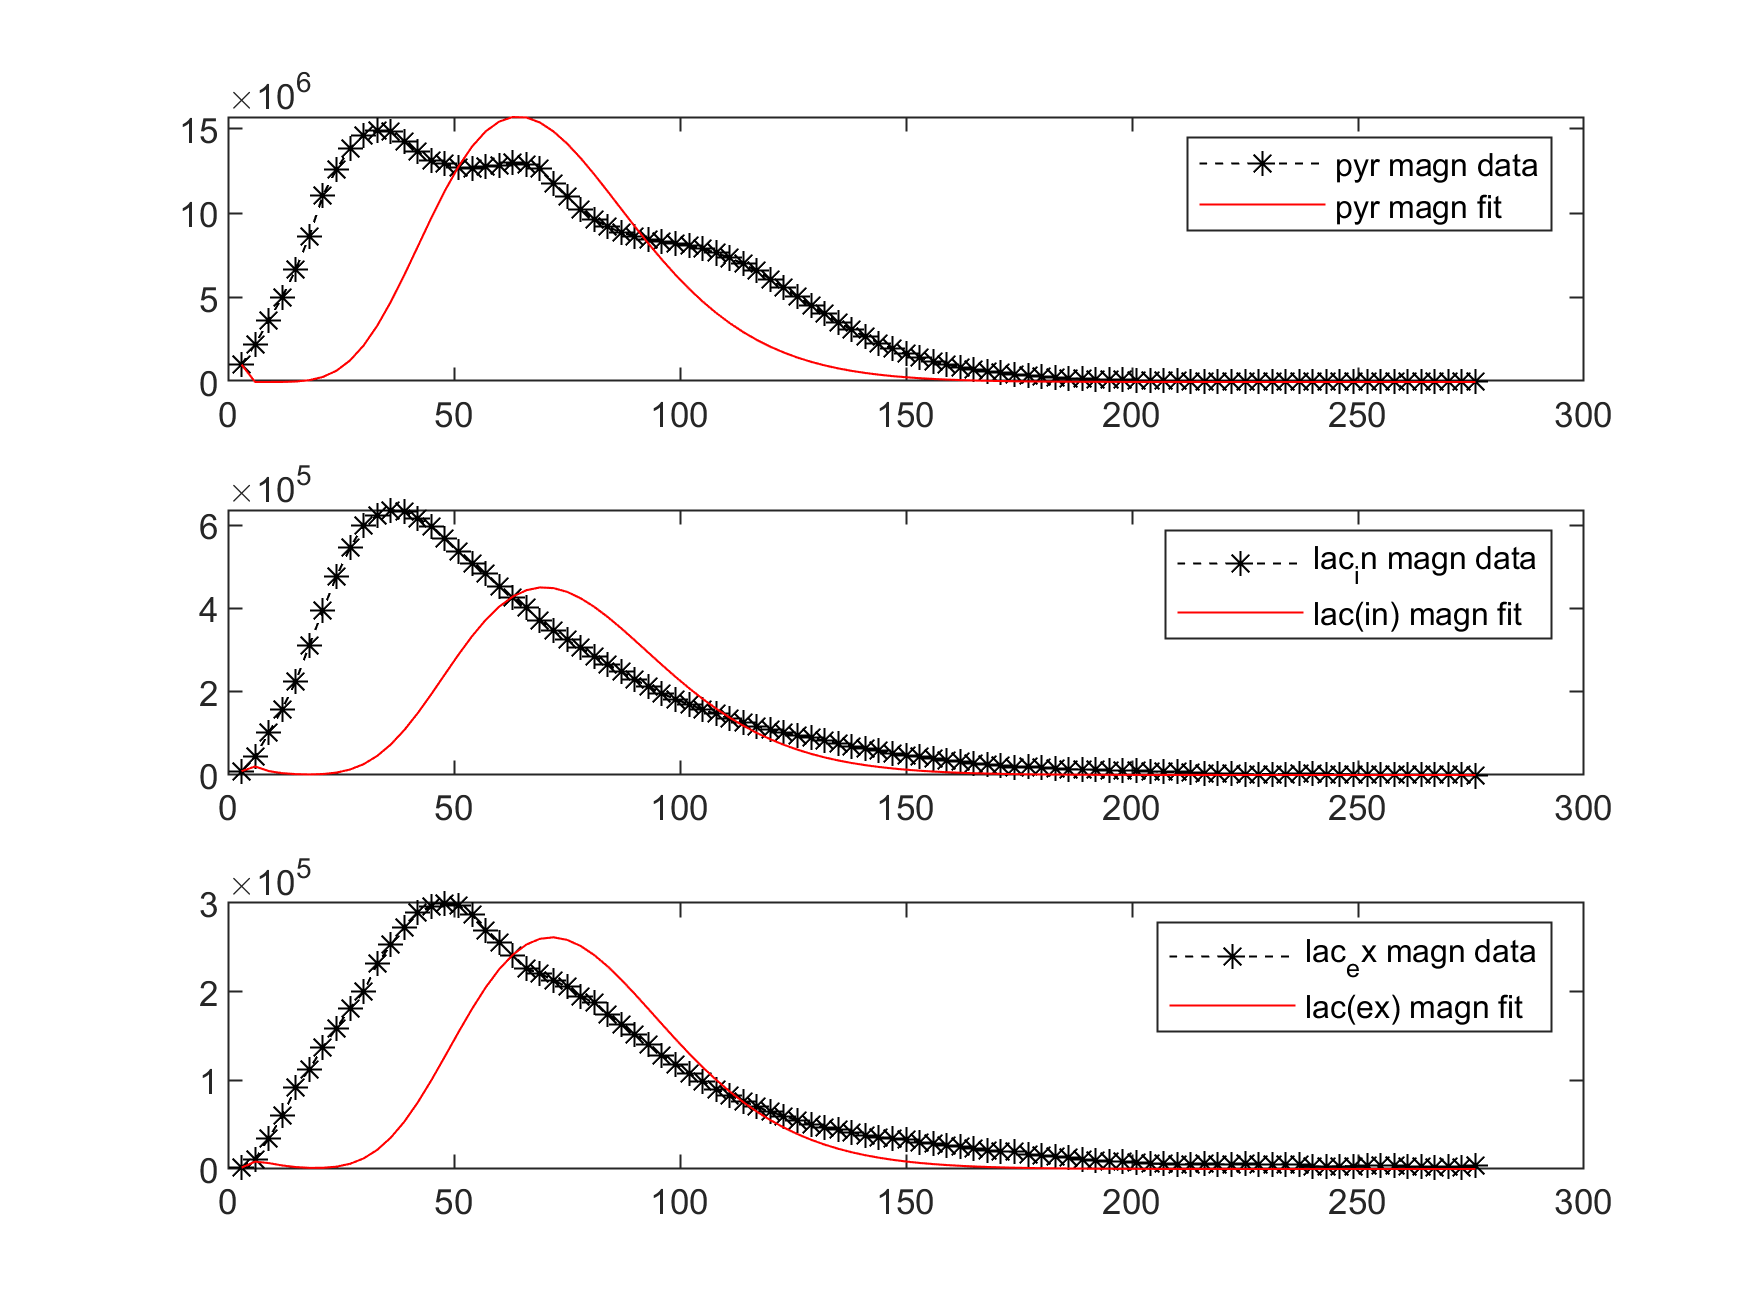 ×10^6
15
10
5
0
0 50 100 150 200 250 300
pyr magn data
pyr magn fit
×10^5
6
4
2
0
0 50 100 150 200 250 300
lac_in magn data
lac(in) magn fit
×10^5
3
2
1
0
0 50 100 150 200 250 300
lac_ex magn data
lac(ex) magn fit